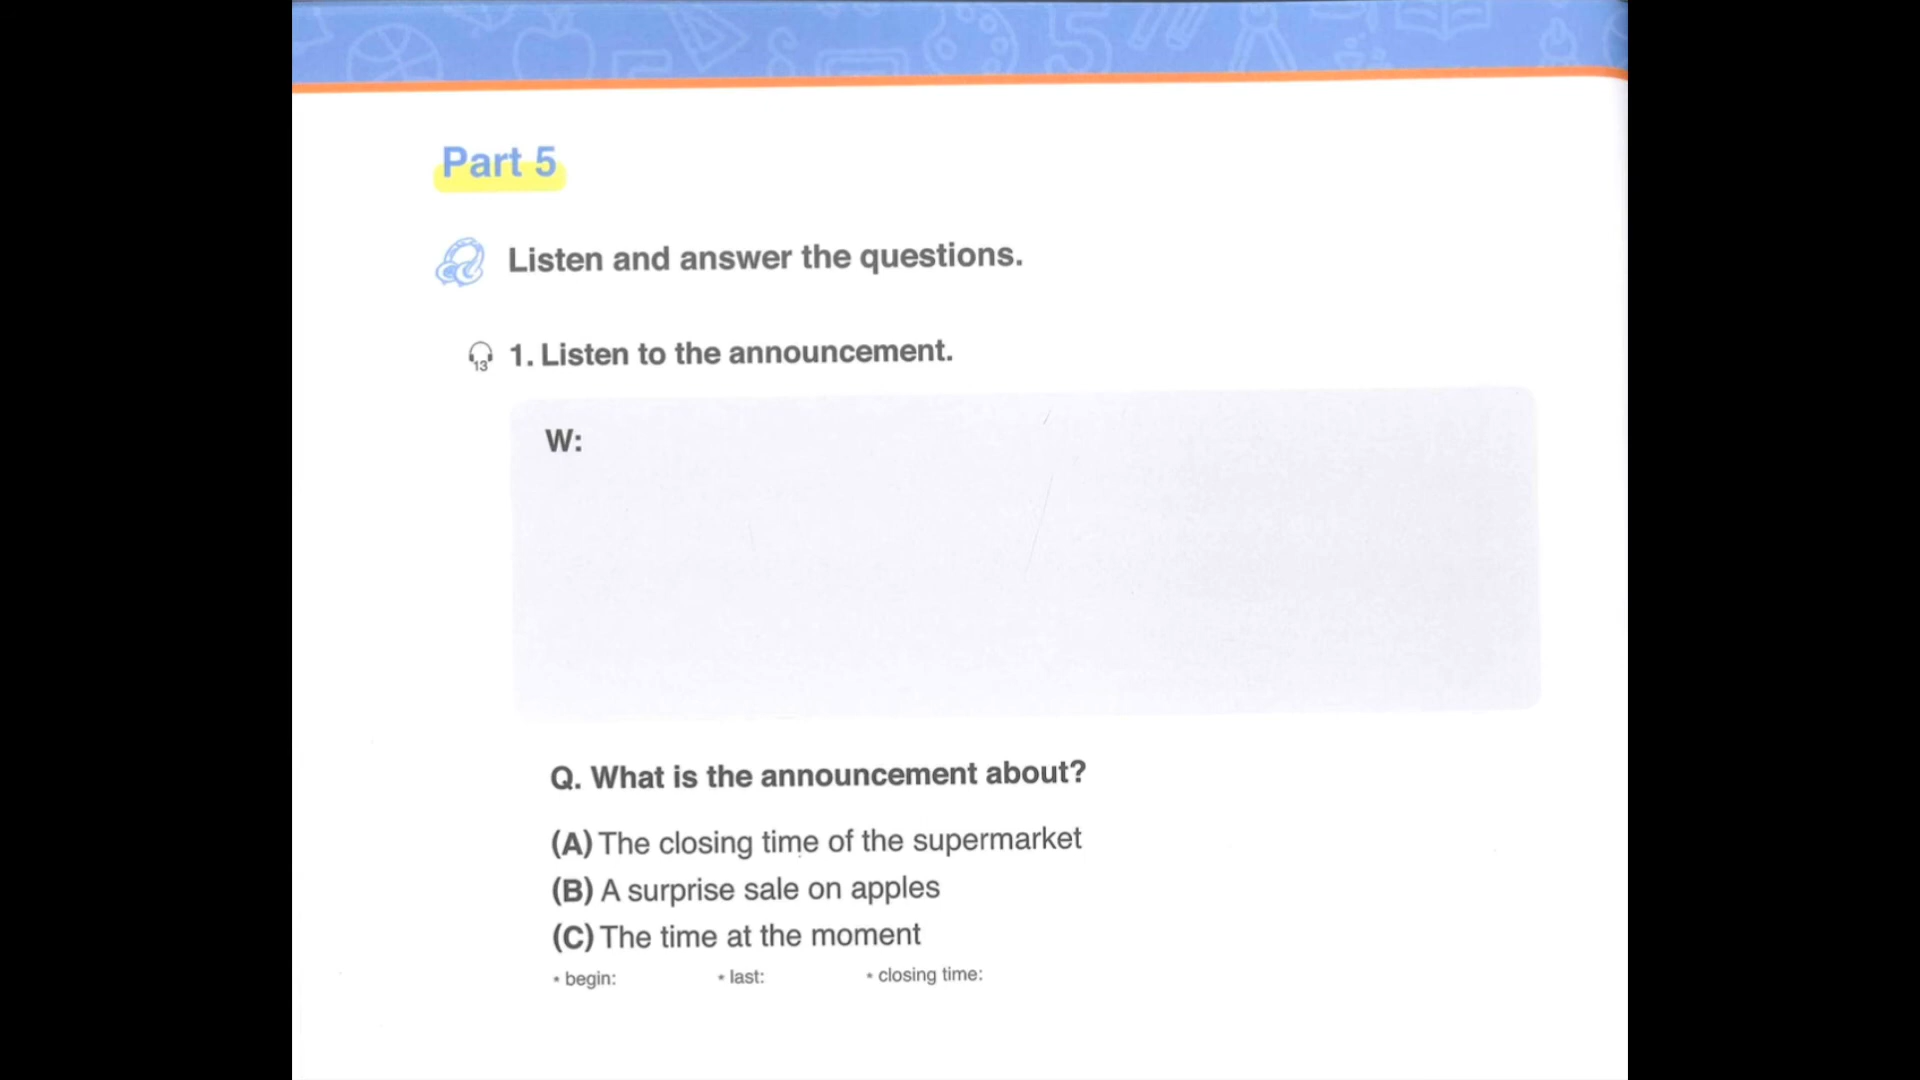 Part 5
Listen and answer the questions.
13 1. Listen to the announcement.
W:
Q. What is the announcement about?
(A) The closing time of the supermarket
(B) A surprise sale on apples
(C) The time at the moment
* begin: * last: * closing time: